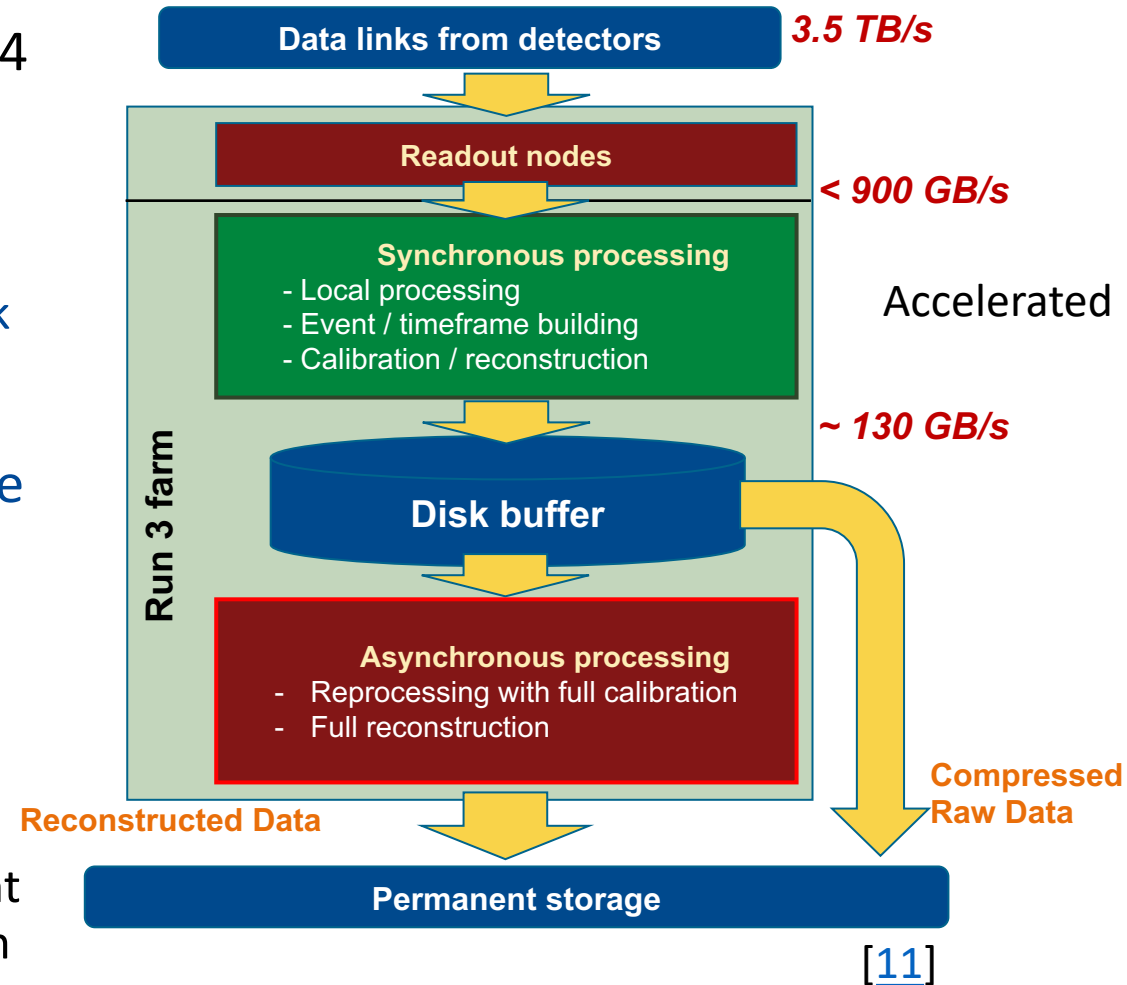 Data links from detectors
3.5 TB/s
4
Readout nodes
< 900 GB/s
Synchronous processing
- Local processing
- Event / timeframe building
- Calibration / reconstruction
Accelerated
~ 130 GB/s
Run 3 farm
Disk buffer
Asynchronous processing
- Reprocessing with full calibration
- Full reconstruction
Compressed
Raw Data
Reconstructed Data
Permanent storage
[11]